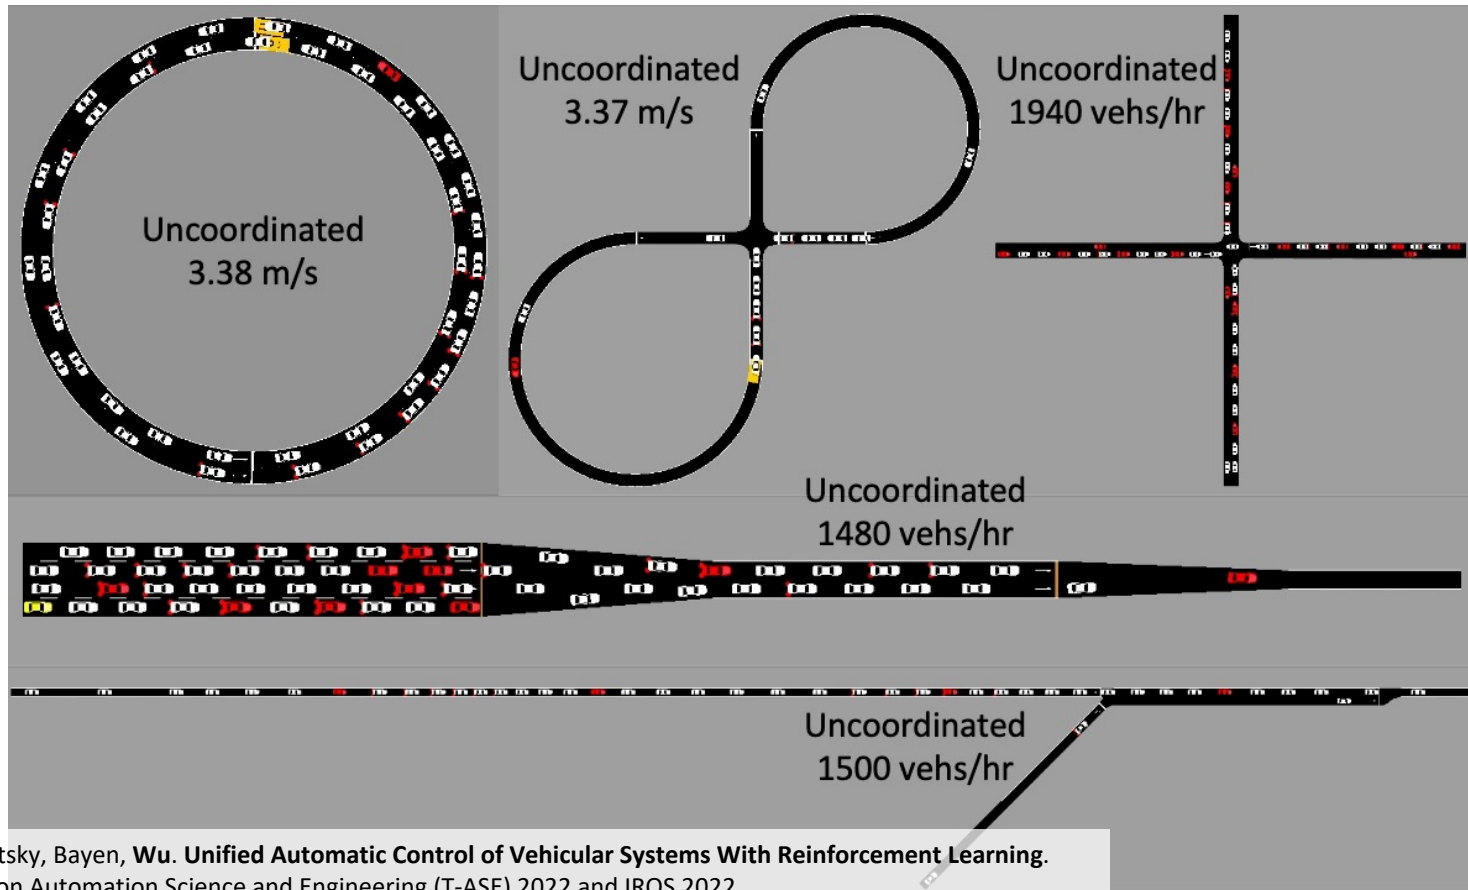 Uncoordinated
3.38 m/s
Uncoordinated
3.37 m/s
Uncoordinated
1940 vehs/hr
Uncoordinated
1480 vehs/hr
Uncoordinated
1500 vehs/hr
tsky, Bayen, Wu. Unified Automatic Control of Vehicular Systems With Reinforcement Learning.
on Automation Science and Engineering (T-ASE) 2022 and IROS 2022